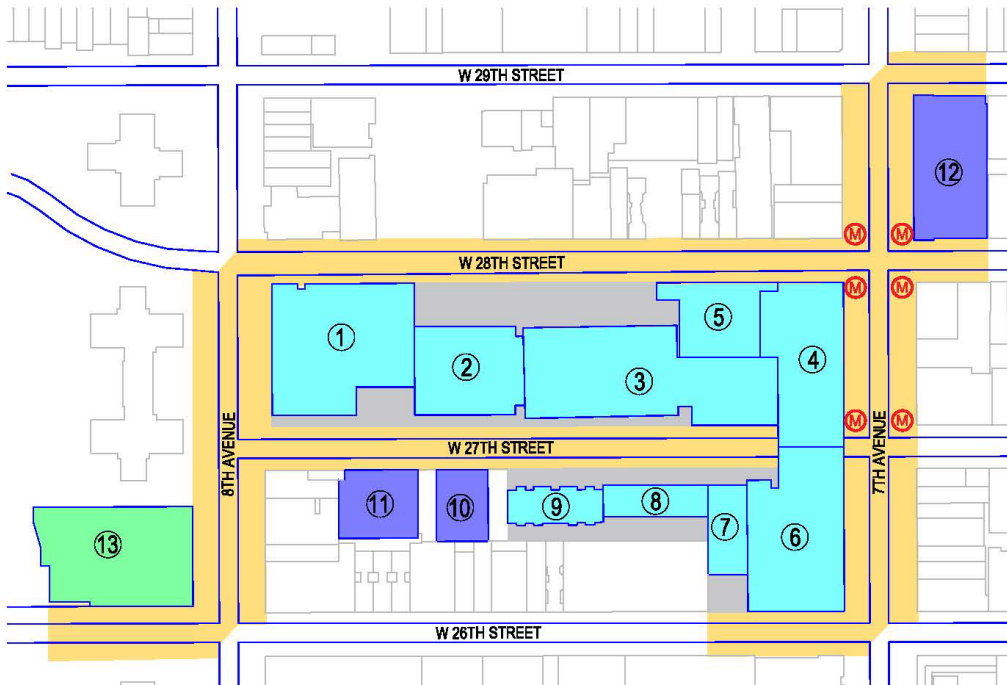 W 29TH STREET
12
M M
W 28TH STREET
M M
1
2
3
5
4
M M
8TH AVENUE
W 27TH STREET
7TH AVENUE
11
10
9
8
7
6
13
W 26TH STREET